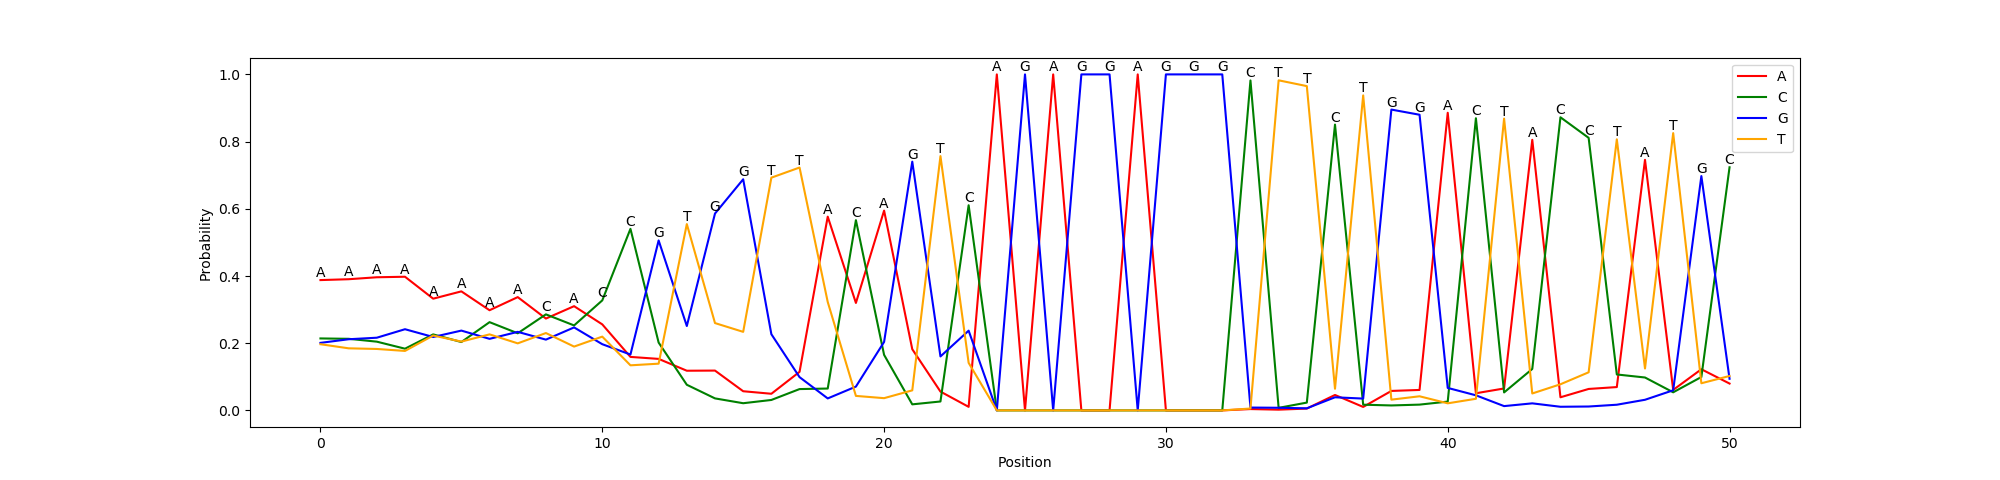 A G A G G A G G G C T T C T G G A C T A C C T A T G C
A A A A A A A A C A C C G T G G T T A C A G T C
A
C
G
T
1.0
0.8
0.6
0.4
0.2
0.0
Probability
0 10 20 30 40 50
Position